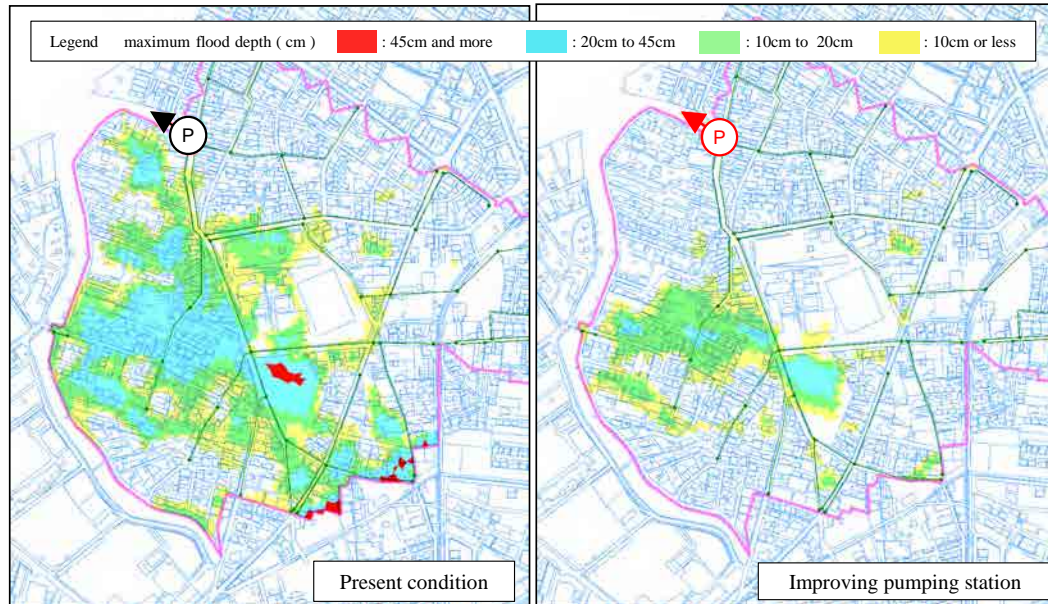 Legend maximum flood depth ( cm ) : 45cm and more : 20cm to 45cm : 10cm to 20cm : 10cm or less
P
P
Present condition
Improving pumping station